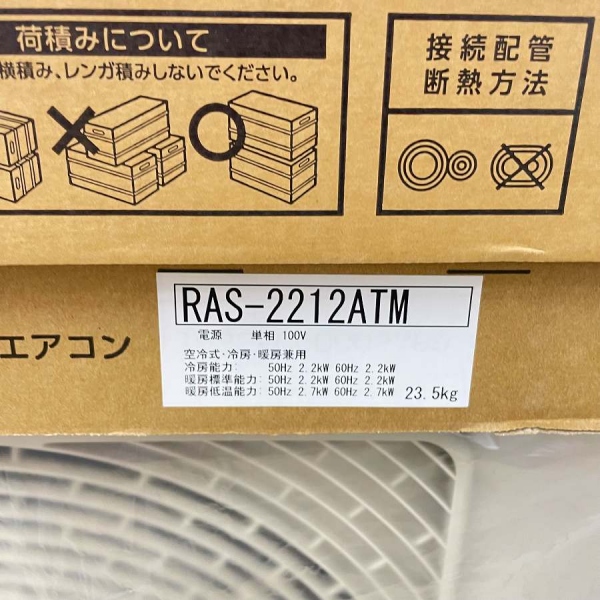 荷積みについて
横積み、レンガ積みしないでください。
接続配管
断熱方法
RAS-2212ATM
電源 単相 100V
エアコン
空冷式・冷房・暖房兼用
冷房能力: 50Hz 2.2kW 60Hz 2.2kW
暖房標準能力: 50Hz 2.2kW 60Hz 2.2kW
暖房低温能力: 50Hz 2.7kW 60Hz 2.7kW 23.5kg